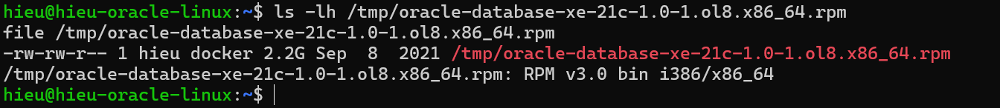 hieu@hieu-oracle-linux:~$ ls -lh /tmp/oracle-database-xe-21c-1.0-1.ol8.x86_64.rpm
file /tmp/oracle-database-xe-21c-1.0-1.ol8.x86_64.rpm
-rw-rw-r-- 1 hieu docker 2.2G Sep  8  2021 /tmp/oracle-database-xe-21c-1.0-1.ol8.x86_64.rpm
/tmp/oracle-database-xe-21c-1.0-1.ol8.x86_64.rpm: RPM v3.0 bin i386/x86_64
hieu@hieu-oracle-linux:~$